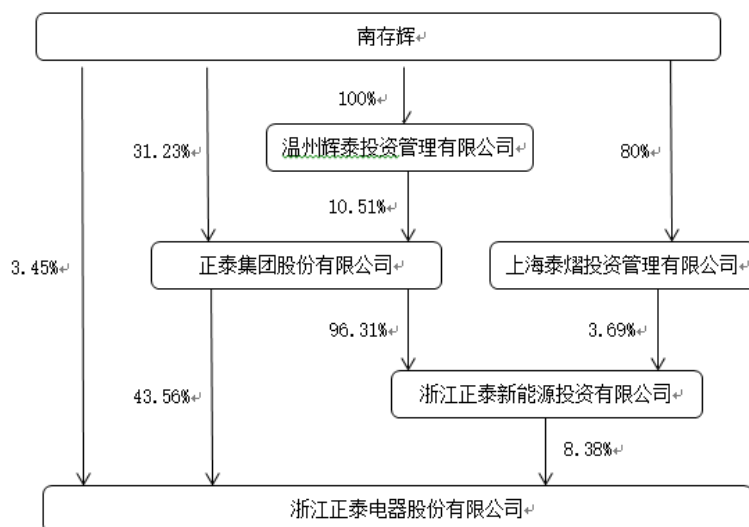 南存辉
100%
31.23%
温州辉泰投资管理有限公司
80%
10.51%
3.45%
正泰集团股份有限公司
上海泰熠投资管理有限公司
96.31%
3.69%
43.56%
浙江正泰新能源投资有限公司
8.38%
浙江正泰电器股份有限公司